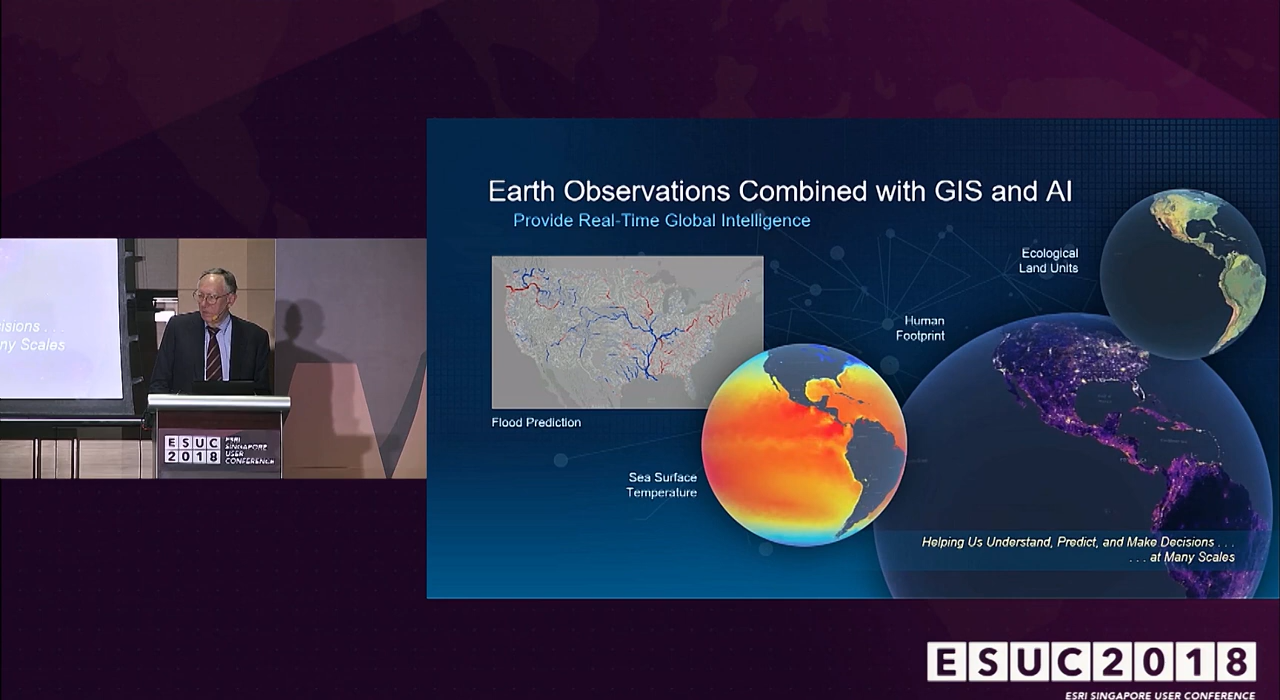 Earth Observations Combined with GIS and AI
Provide Real-Time Global Intelligence
Ecological
Land Units
Human
Footprint
Flood Prediction
Sea Surface
Temperature
Helping Us Understand, Predict, and Make Decisions . . .
. . . at Many Scales
isions . . .
ny Scales
ESUC
2018
ESRI
SINGAPORE
USER
CONFERENCE
ESUC2018
ESRI SINGAPORE USER CONFERENCE